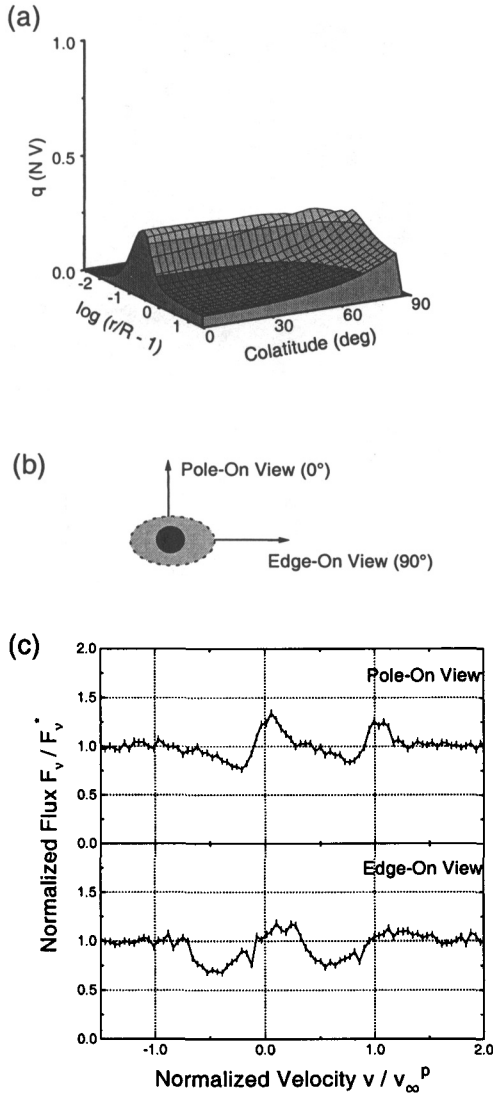 (a)
1.0
0.5
0.0
q (N V)
-2
-1
0
1
log (r/R - 1)
0
30
60
90
Colatitude (deg)
(b)
Pole-On View (0°)
Edge-On View (90°)
(c)
2.0
Pole-On View
1.5
1.0
0.5
0.0
Edge-On View
1.5
1.0
0.5
0.0
Normalized Flux F_ν / F_ν^*
-1.0
0.0
1.0
2.0
Normalized Velocity v / v_∞^p